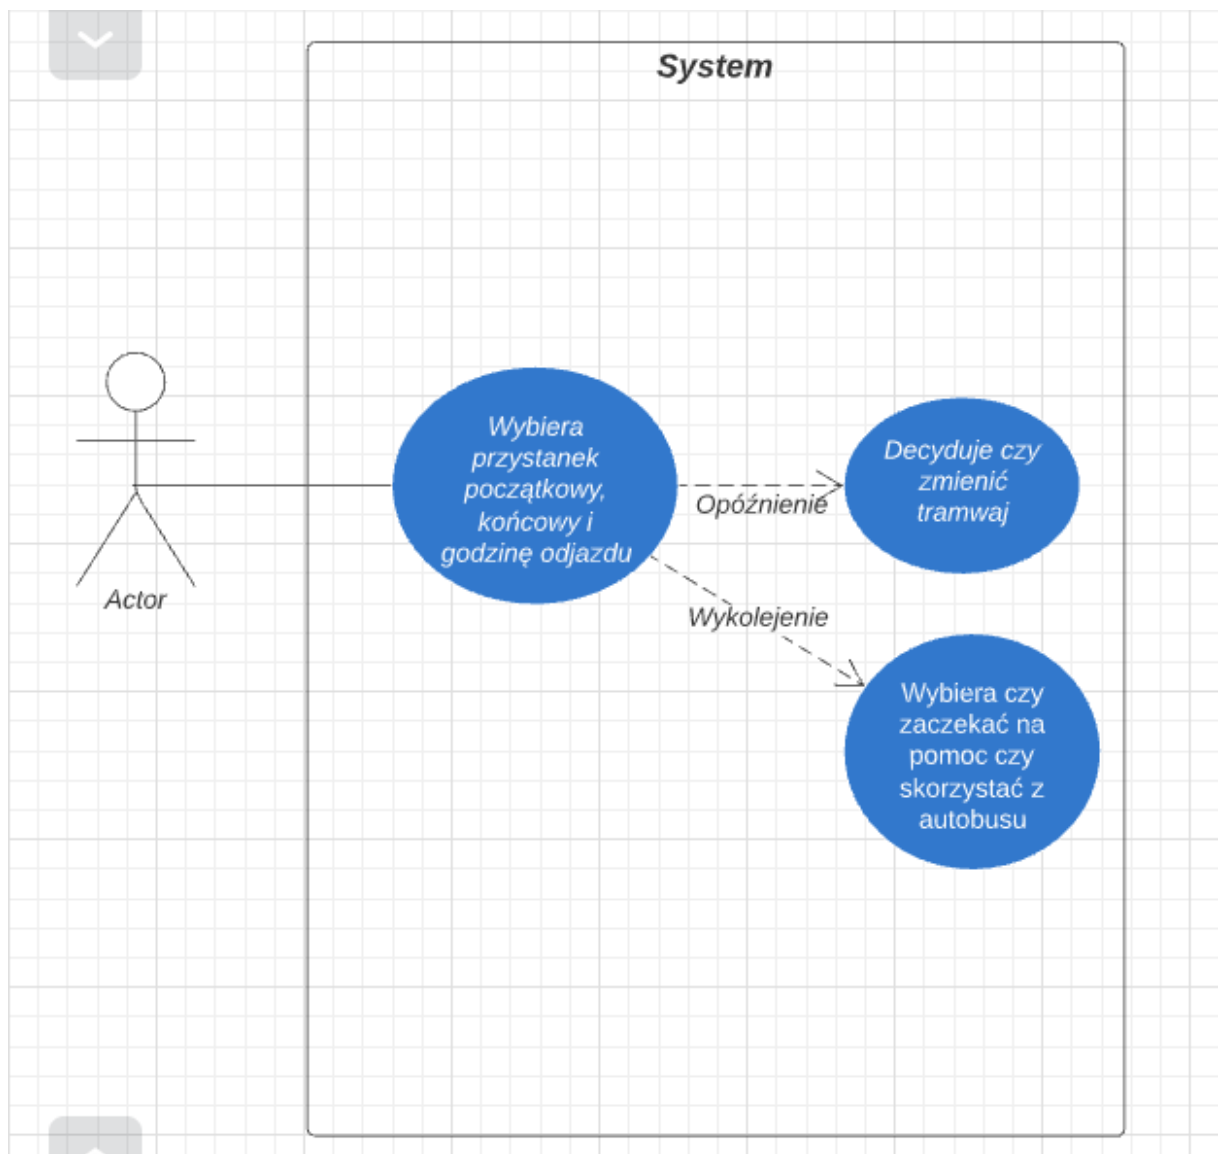 System
Wybiera
przystanek
początkowy,
końcowy i
godzinę odjazdu
Opóźnienie
Decyduje czy
zmienić
tramwaj
Actor
Wykolejenie
Wybiera czy
zaczekać na
pomoc czy
skorzystać z
autobusu